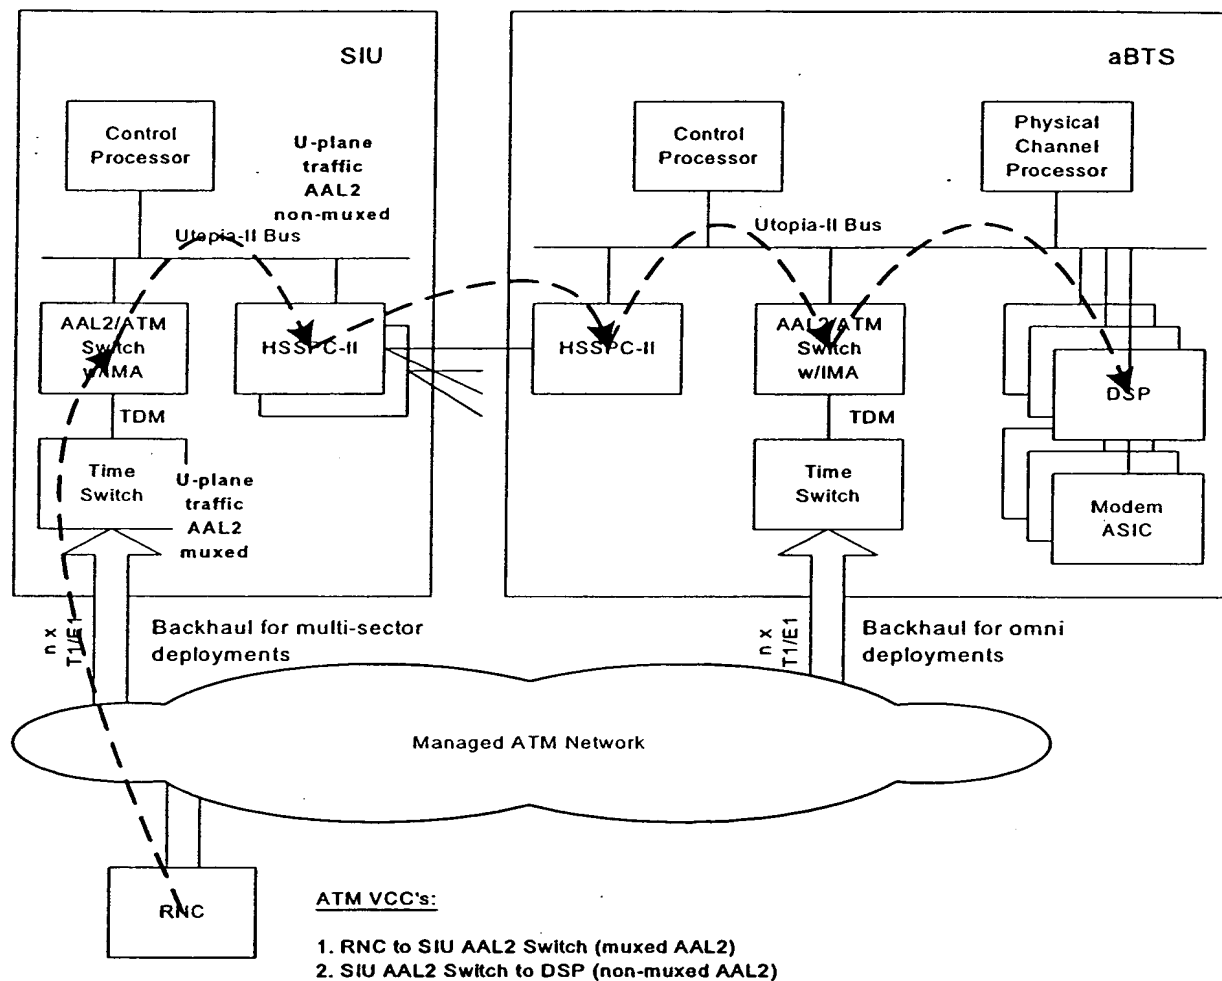 SIU
aBTS
Control
Processor
U-plane
traffic
AAL2
non-muxed
Control
Processor
Physical
Channel
Processor
Utopia-II Bus
Utopia-II Bus
AAL2/ATM
Switch
w/IMA
HSSPC-II
HSSPC-II
AAL2/ATM
Switch
w/IMA
DSP
TDM
TDM
Time
Switch
U-plane
traffic
AAL2
muxed
Time
Switch
Modem
ASIC
n x
T1/E1
Backhaul for multi-sector
deployments
n x
T1/E1
Backhaul for omni
deployments
Managed ATM Network
RNC
ATM VCC's:
1. RNC to SIU AAL2 Switch (muxed AAL2)
2. SIU AAL2 Switch to DSP (non-muxed AAL2)